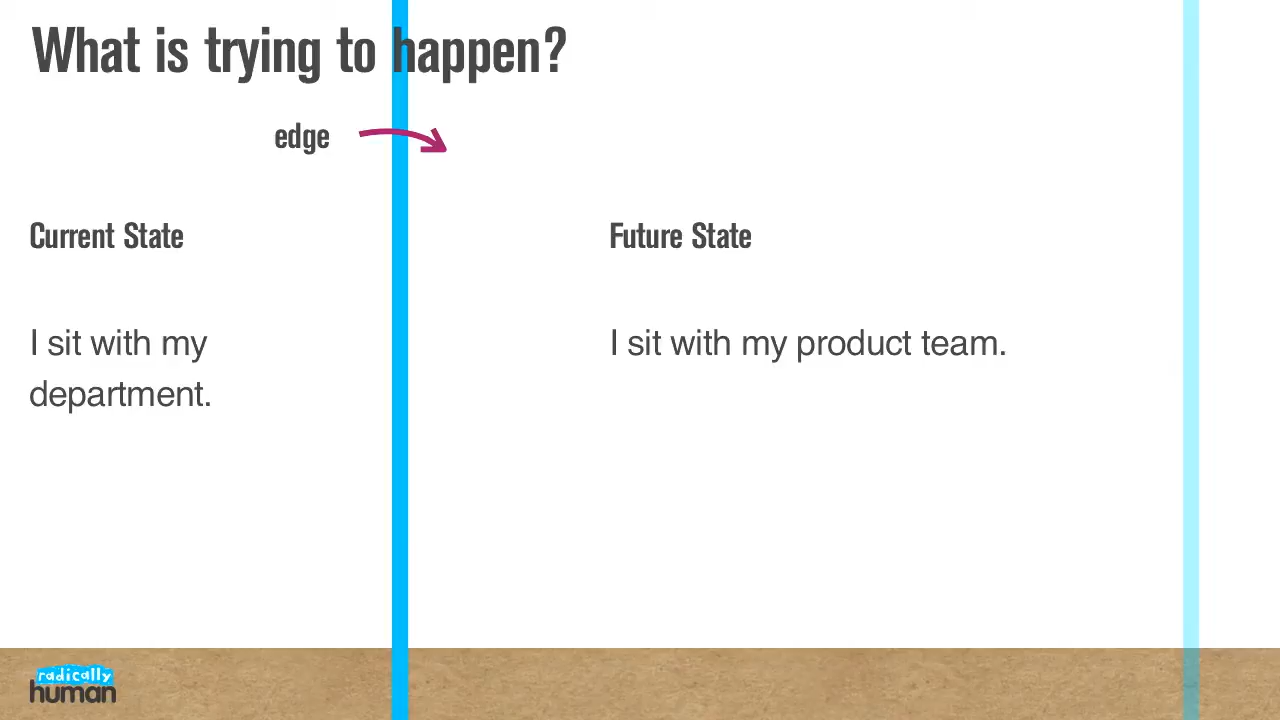 What is trying to happen?
edge
Current State
Future State
I sit with my
department.
I sit with my product team.
radically
human